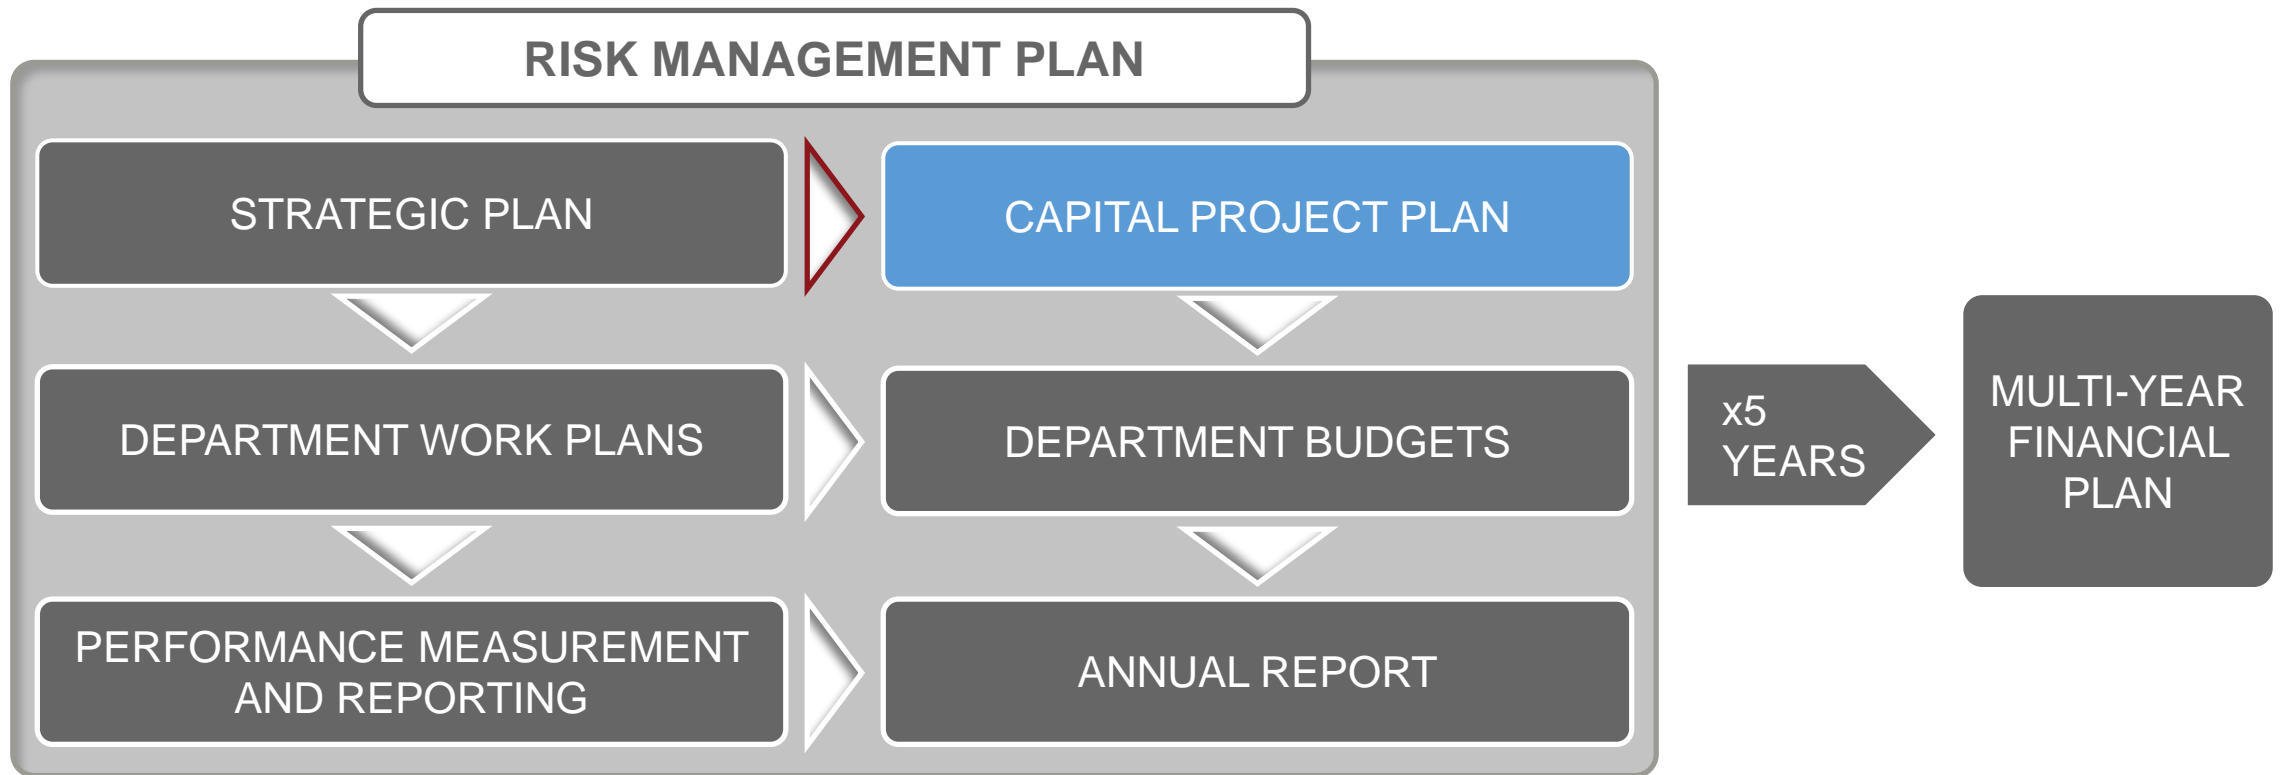 RISK MANAGEMENT PLAN
STRATEGIC PLAN
CAPITAL PROJECT PLAN
DEPARTMENT WORK PLANS
DEPARTMENT BUDGETS
PERFORMANCE MEASUREMENT
AND REPORTING
ANNUAL REPORT
x5
YEARS
MULTI-YEAR
FINANCIAL
PLAN